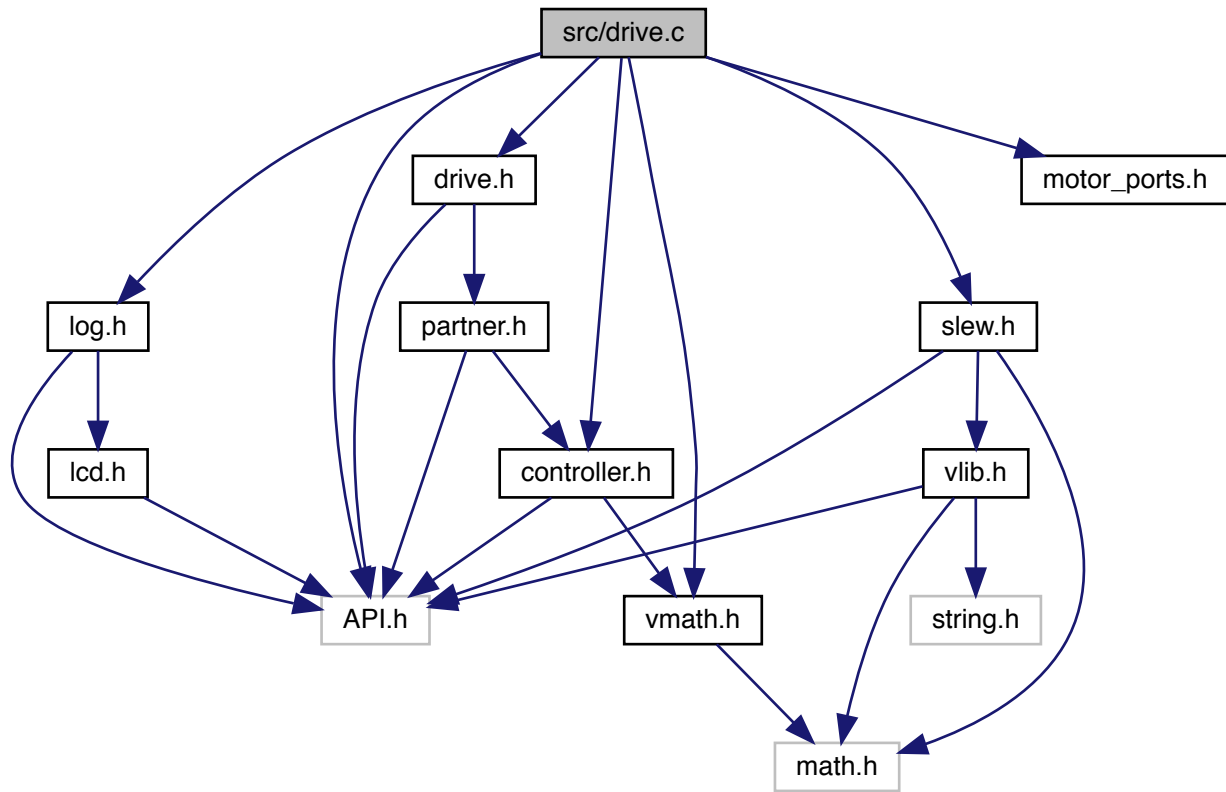 src/drive.c
drive.h
motor_ports.h
log.h
partner.h
slew.h
lcd.h
controller.h
vlib.h
API.h
vmath.h
string.h
math.h